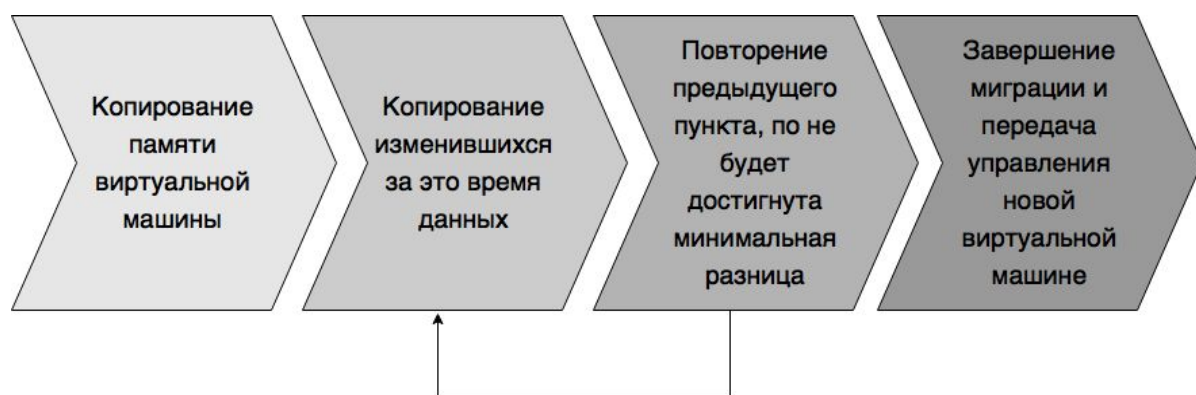 Копирование
памяти
виртуальной
машины
Копирование
изменившихся
за это время
данных
Повторение
предыдущего
пункта, по не
будет
достигнута
минимальная
разница
Завершение
миграции и
передача
управления
новой
виртуальной
машине